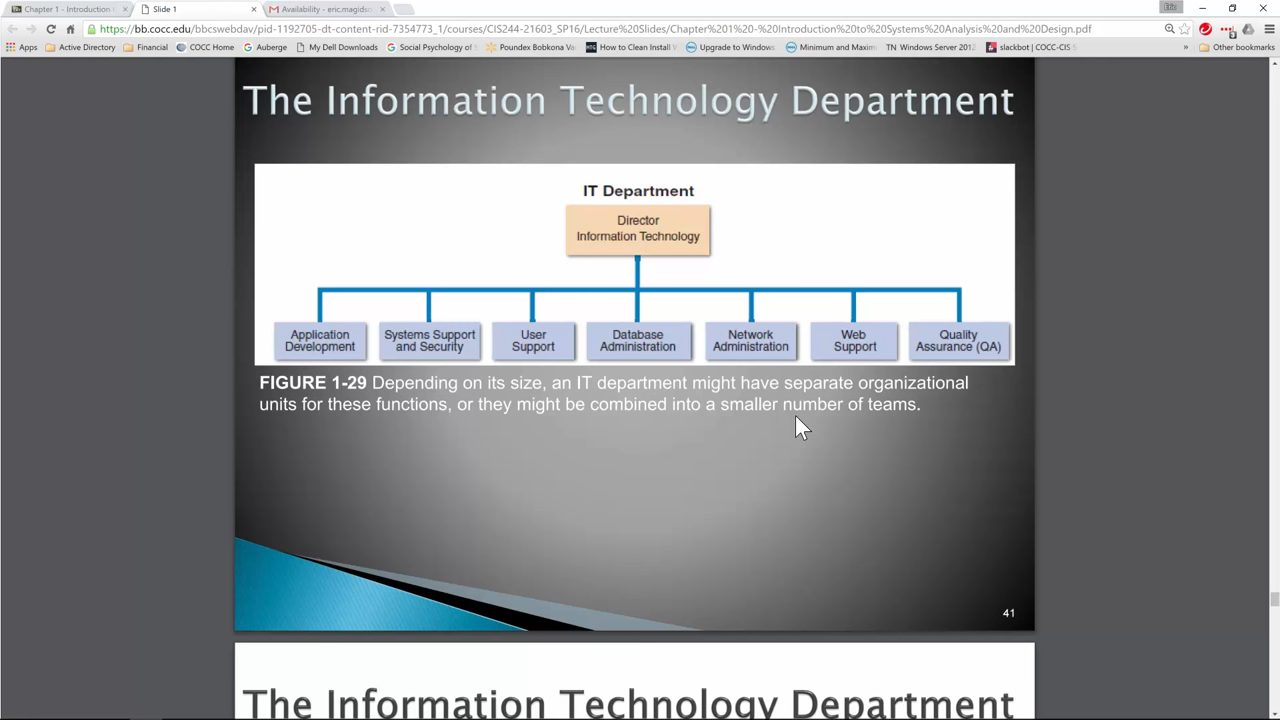 Chapter 1 - Introduction
Slide 1
Availability - eric.magids
Eric
https://bb.cocc.edu/bbcswebdav/pid-1192705-dt-content-rid-7354773_1/courses/CIS244-21603_SP16/Lecture%20Slides/Chapter%201%20-%20Introduction%20to%20Systems%20Analysis%20and%20Design.pdf
Apps
Active Directory
Financial
COCC Home
Auberge
My Dell Downloads
Social Psychology of
Poundex Bobkona Va
How to Clean Install
Upgrade to Windows
Minimum and Maxim
TN Windows Server 2012
slackbot | COCC-CIS S
»
Other bookmarks
The Information Technology Department
IT Department
Director
Information Technology
Application
Development
Systems Support
and Security
User
Support
Database
Administration
Network
Administration
Web
Support
Quality
Assurance (QA)
FIGURE 1-29 Depending on its size, an IT department might have separate organizational
units for these functions, or they might be combined into a smaller number of teams.
41
The Information Technology Department